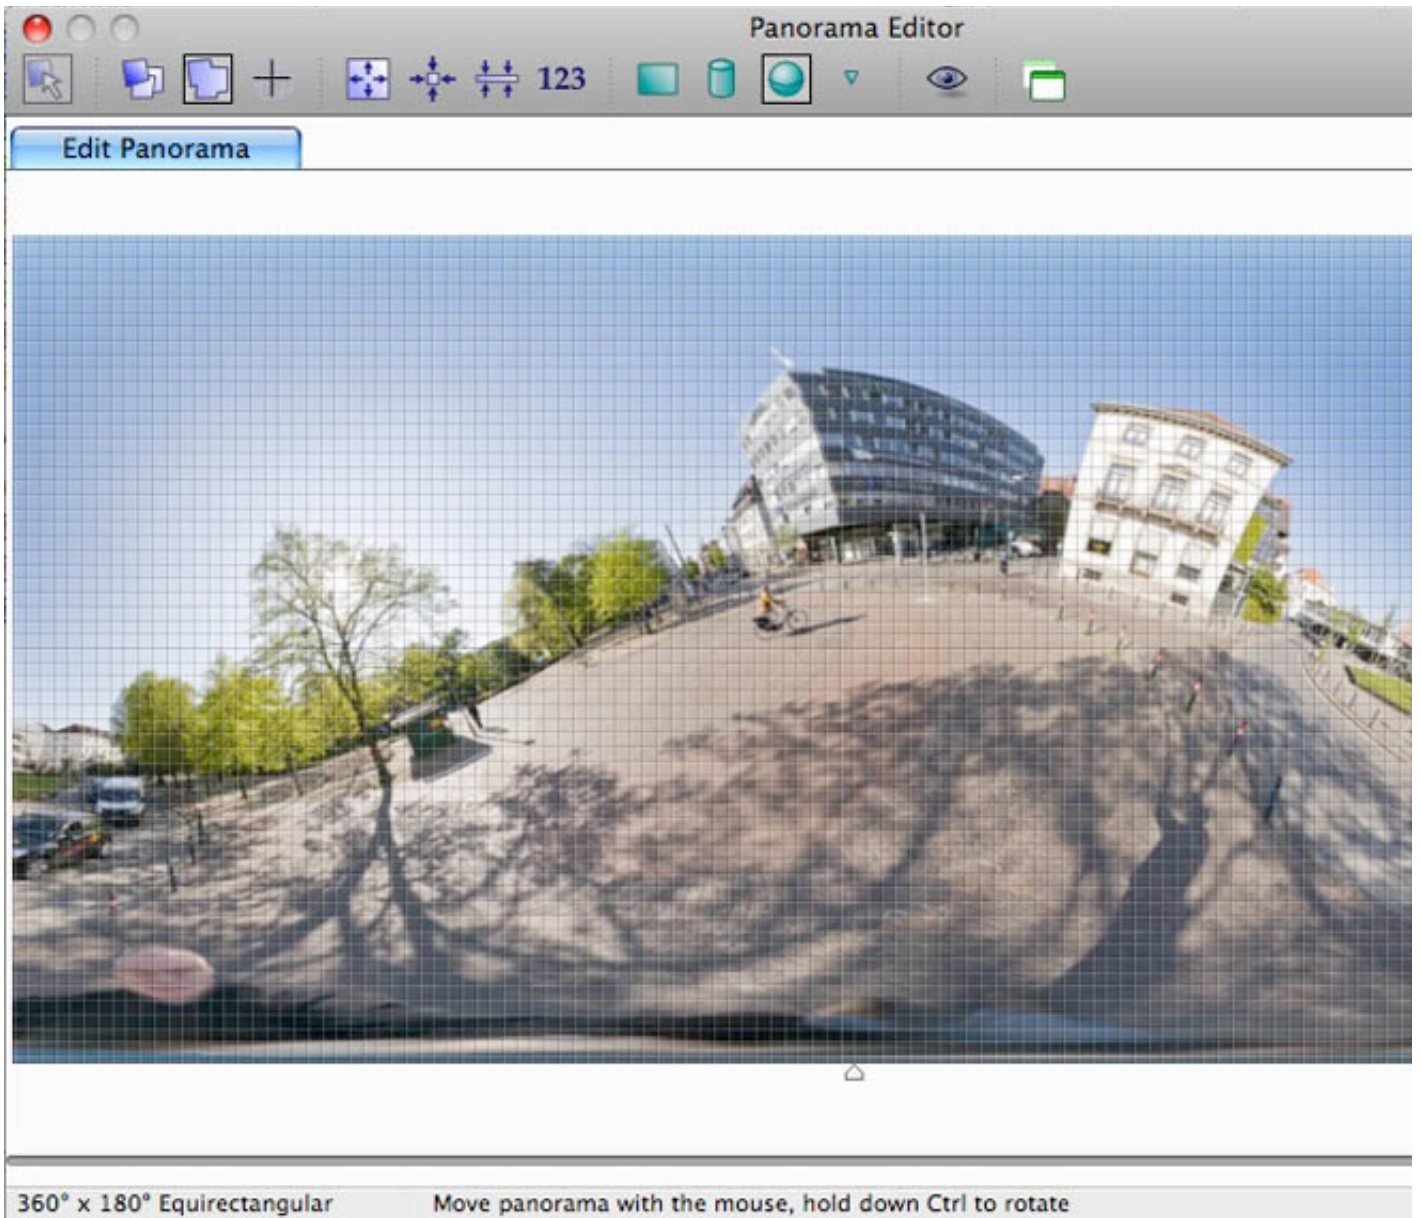 Panorama Editor
123
Edit Panorama
360° x 180° Equirectangular
Move panorama with the mouse, hold down Ctrl to rotate